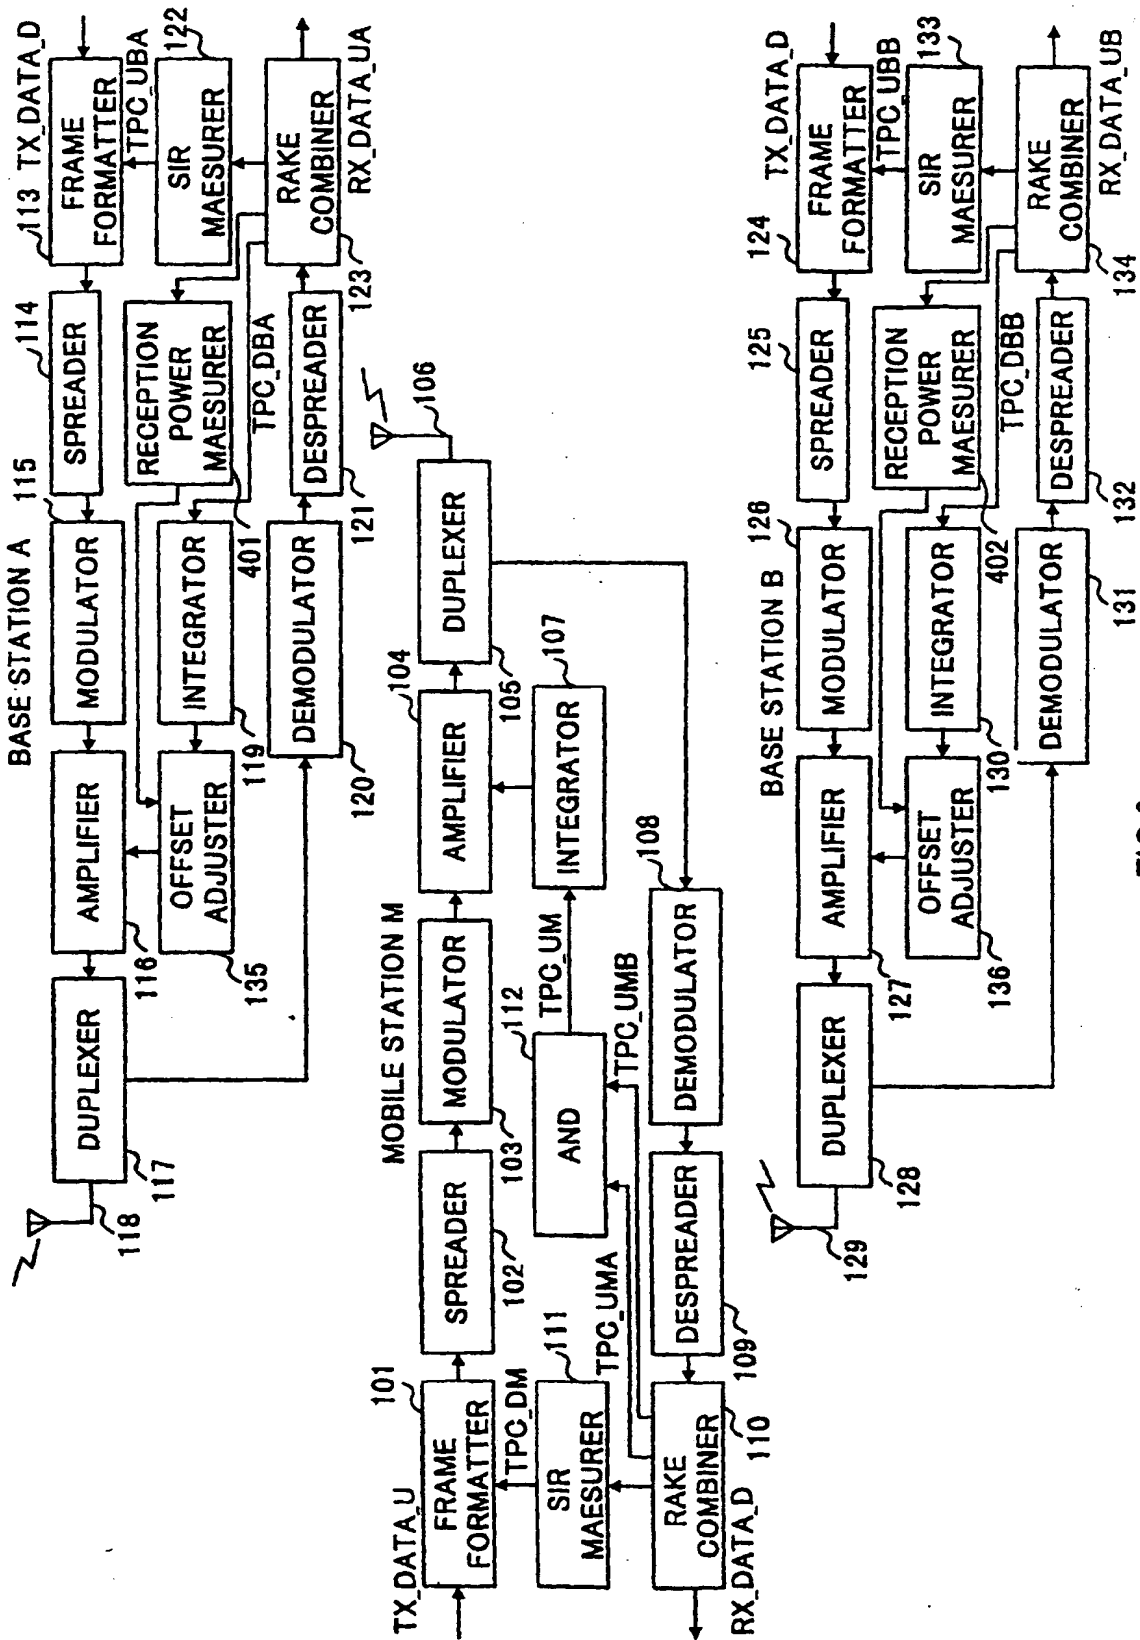 BASE STATION A
118
DUPLEXER
117
AMPLIFIER
116
MODULATOR
115
SPREADER
114
FRAME
FORMATTER
113
TX_DATA_D
TPC_UBA
SIR
MAESURER
122
RECEPTION
POWER
MAESURER
401
OFFSET
ADJUSTER
135
INTEGRATOR
119
TPC_DBA
DEMODULATOR
120
DESPREADER
121
RAKE
COMBINER
123
RX_DATA_UA
MOBILE STATION M
TX_DATA_U
FRAME
FORMATTER
101
SPREADER
102
MODULATOR
103
AMPLIFIER
104
DUPLEXER
105
106
TPC_DM
SIR
MAESURER
111
AND
112
TPC_UM
INTEGRATOR
107
TPC_UMA
TPC_UMB
RX_DATA_D
RAKE
COMBINER
110
DESPREADER
109
DEMODULATOR
108
BASE STATION B
129
DUPLEXER
128
AMPLIFIER
127
MODULATOR
126
SPREADER
125
FRAME
FORMATTER
124
TX_DATA_D
TPC_UBB
SIR
MAESURER
133
RECEPTION
POWER
MAESURER
402
OFFSET
ADJUSTER
136
INTEGRATOR
130
TPC_DBB
DEMODULATOR
131
DESPREADER
132
RAKE
COMBINER
134
RX_DATA_UB